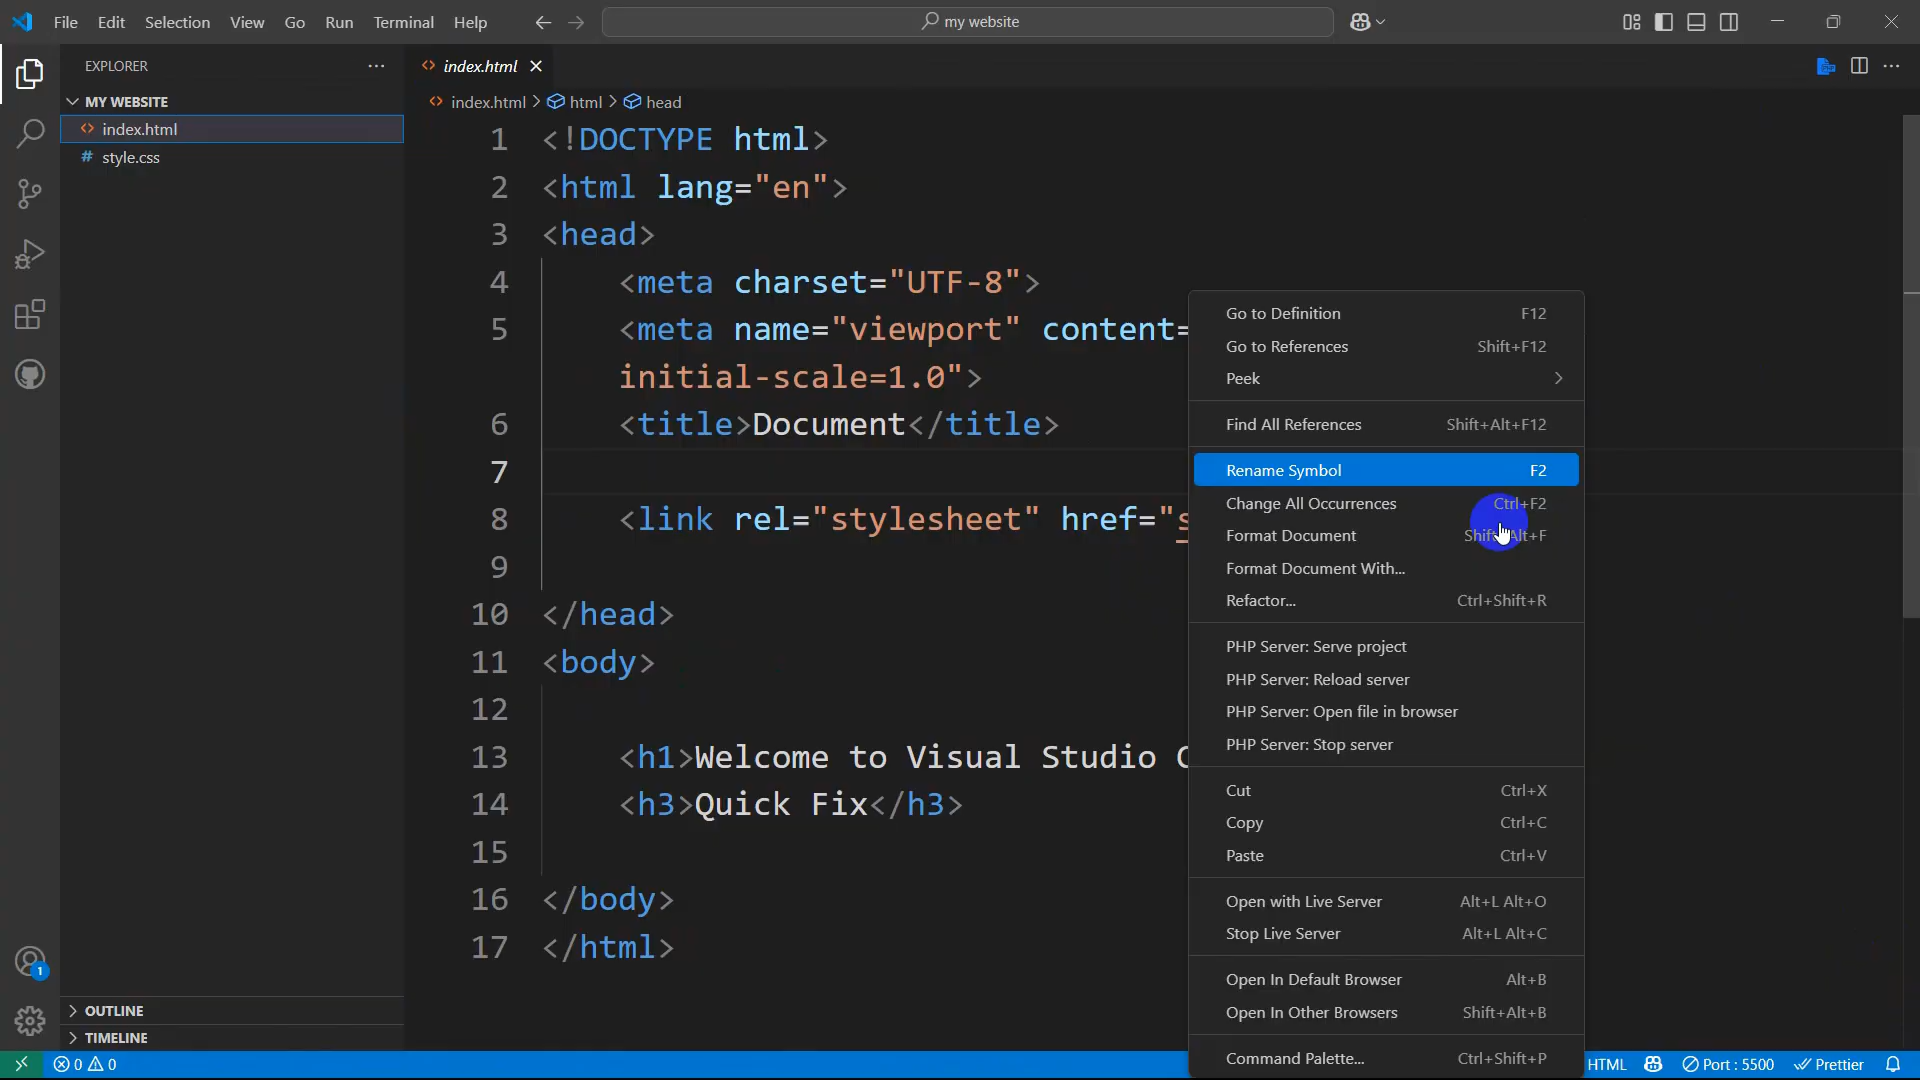 File Edit Selection View Go Run Terminal Help
my website
EXPLORER
MY WEBSITE
index.html
# style.css
OUTLINE
TIMELINE
index.html
index.html > html > head
1 <!DOCTYPE html>
2 <html lang="en">
3 <head>
4 <meta charset="UTF-8">
5 <meta name="viewport" content=
initial-scale=1.0">
6 <title>Document</title>
7
8 <link rel="stylesheet" href="s
9
10 </head>
11 <body>
12
13 <h1>Welcome to Visual Studio C
14 <h3>Quick Fix</h3>
15
16 </body>
17 </html>
Go to Definition F12
Go to References Shift+F12
Peek
Find All References Shift+Alt+F12
Rename Symbol F2
Change All Occurrences Ctrl+F2
Format Document Shift+Alt+F
Format Document With...
Refactor... Ctrl+Shift+R
PHP Server: Serve project
PHP Server: Reload server
PHP Server: Open file in browser
PHP Server: Stop server
Cut Ctrl+X
Copy Ctrl+C
Paste Ctrl+V
Open with Live Server Alt+L Alt+O
Stop Live Server Alt+L Alt+C
Open In Default Browser Alt+B
Open In Other Browsers Shift+Alt+B
Command Palette... Ctrl+Shift+P
1
0 0
HTML Port : 5500 Prettier